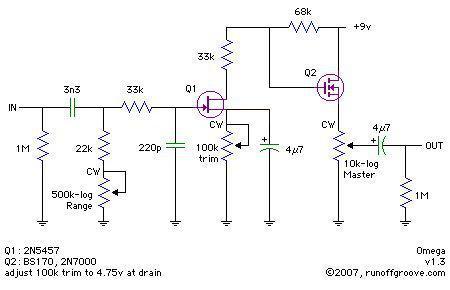 68k
+9v
33k
Q2
Q1
3n3
33k
IN
CW
CW
4µ7
OUT
1M
22k
220p
100k
trim
4µ7
10k-log
Master
CW
500k-log
Range
1M
Q1: 2N5457
Q2: BS170, 2N7000
adjust 100k trim to 4.75v at drain
Omega
v1.3
©2007, runoffgroove.com